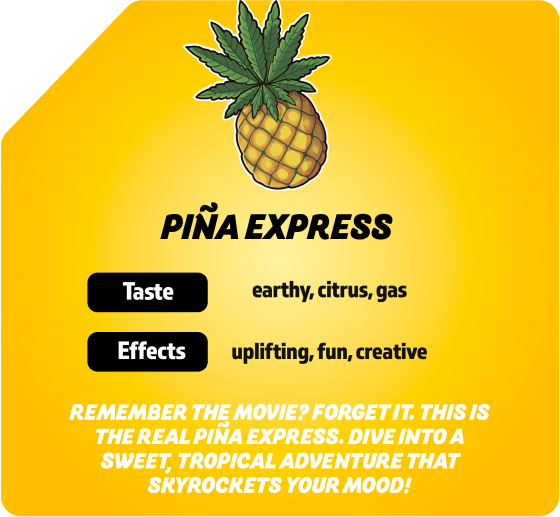 PIÑA EXPRESS
Taste
earthy, citrus, gas
Effects
uplifting, fun, creative
REMEMBER THE MOVIE? FORGET IT. THIS IS
THE REAL PIÑA EXPRESS. DIVE INTO A
SWEET, TROPICAL ADVENTURE THAT
SKYROCKETS YOUR MOOD!